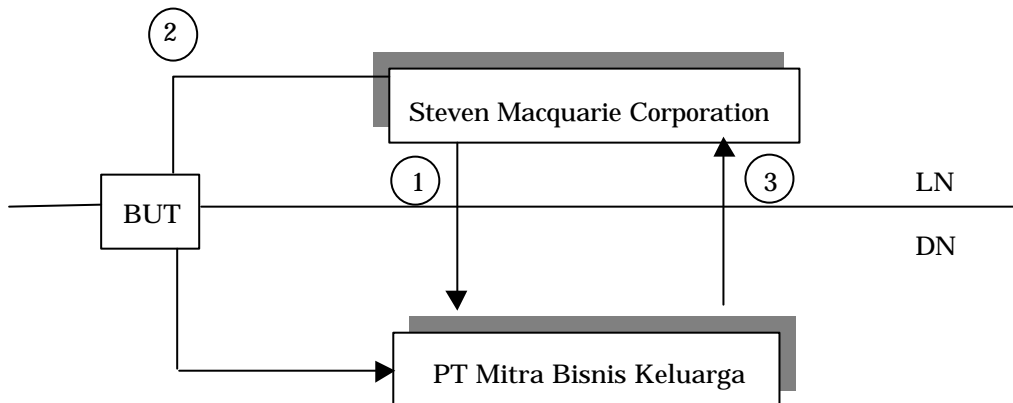 2
Steven Macquarie Corporation
1
3
LN
BUT
DN
PT Mitra Bisnis Keluarga